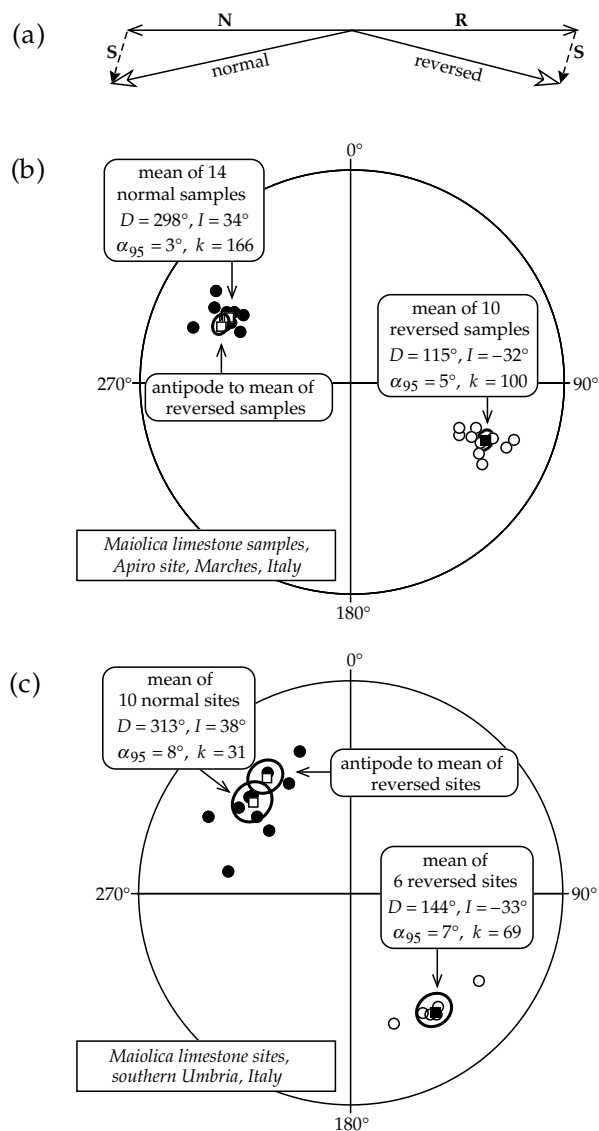 (a)
N
R
S
S
normal
reversed
(b)
0°
mean of 14
normal samples
D = 298°, I = 34°
α95 = 3°, k = 166
mean of 10
reversed samples
D = 115°, I = –32°
α95 = 5°, k = 100
270°
90°
antipode to mean of
reversed samples
Maiolica limestone samples,
Apiro site, Marches, Italy
180°
(c)
0°
mean of
10 normal sites
D = 313°, I = 38°
α95 = 8°, k = 31
antipode to mean of
reversed sites
mean of
6 reversed sites
D = 144°, I = –33°
α95 = 7°, k = 69
270°
90°
Maiolica limestone sites,
southern Umbria, Italy
180°